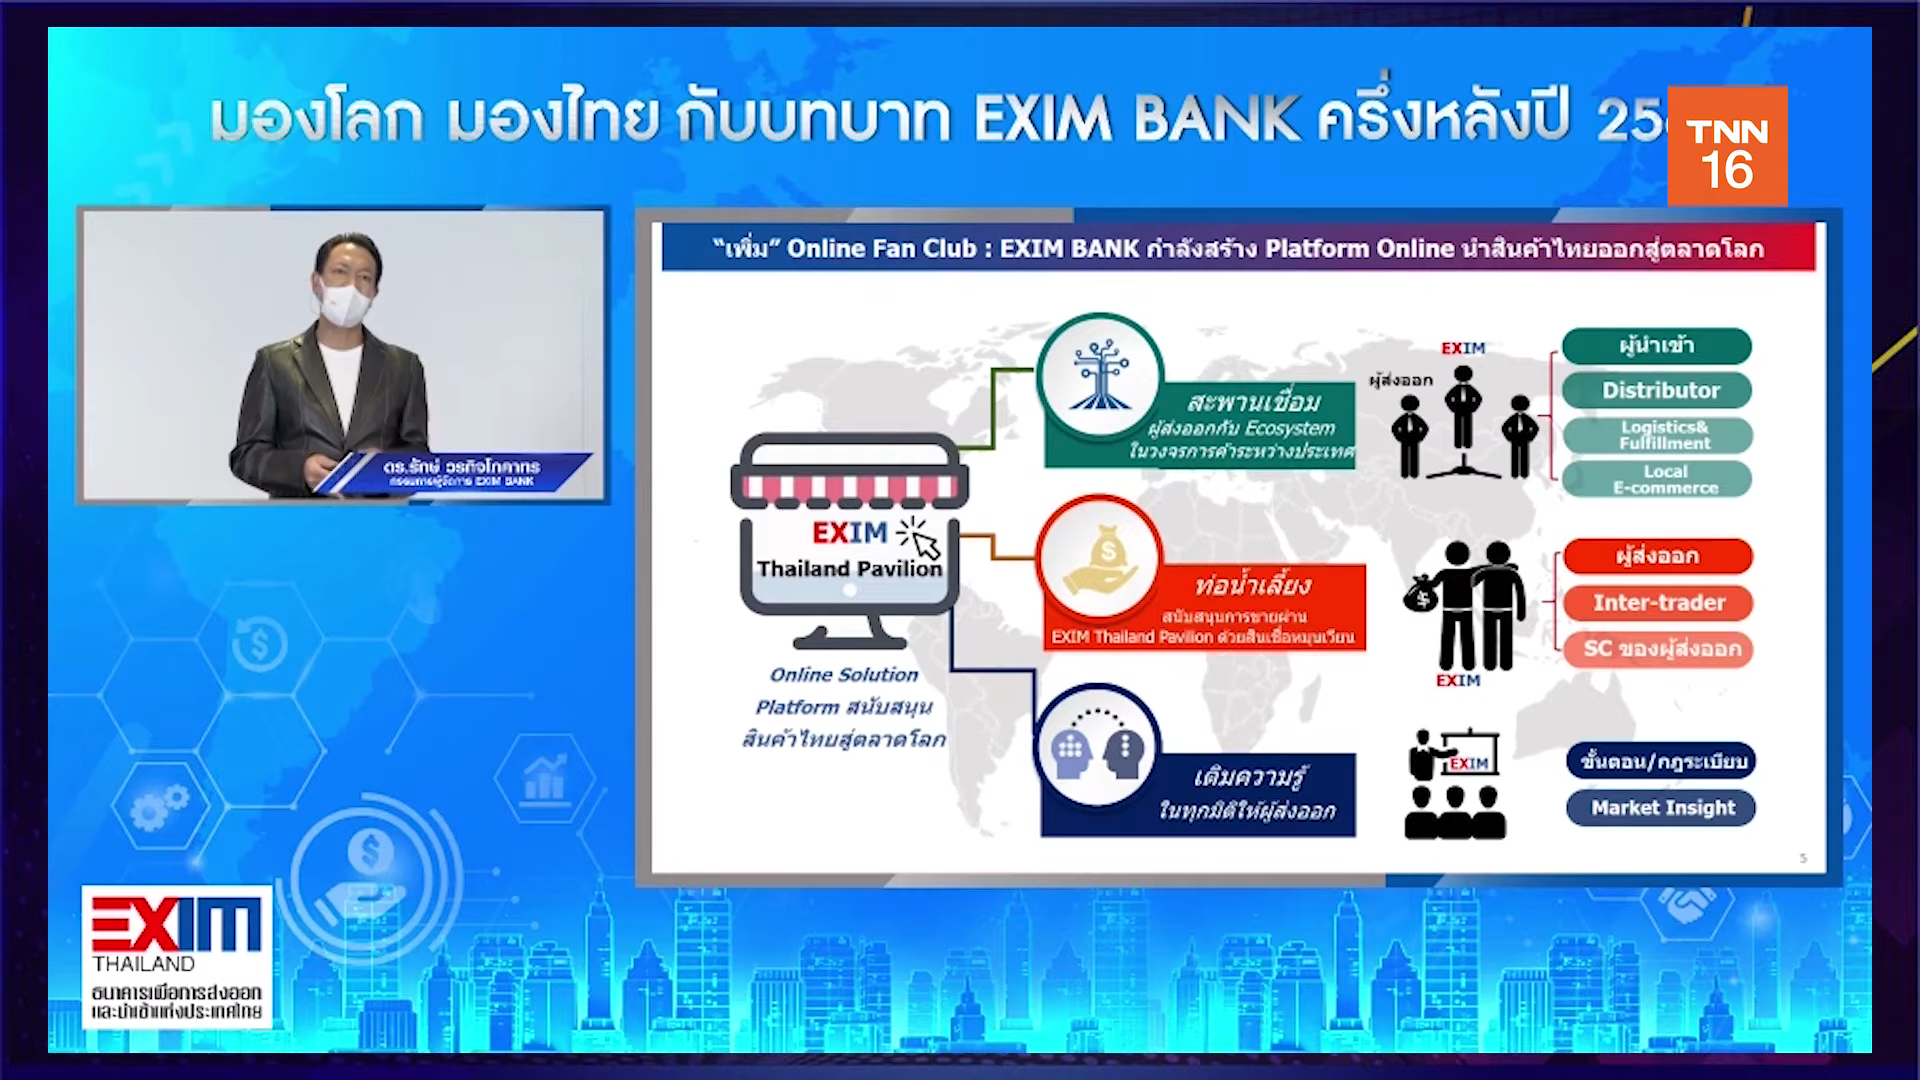 มองโลก มองไทย กับบทบาท EXIM BANK ครึ่งหลังปี
TNN
16
ดร.รักษ์ วรกิจโภคาทร
กรรมการผู้จัดการ EXIM BANK
“เพิ่ม” Online Fan Club : EXIM BANK กำลังสร้าง Platform Online นำสินค้าไทยออกสู่ตลาดโลก
EXIM
Thailand Pavilion
Online Solution
Platform สนับสนุน
สินค้าไทยสู่ตลาดโลก
สะพานเชื่อม
ผู้ส่งออกกับ Ecosystem
ในวงจรการค้าระหว่างประเทศ
EXIM
ผู้ส่งออก
ผู้นำเข้า
Distributor
Logistics&
Fulfillment
Local
E-commerce
ท่อน้ำเลี้ยง
สนับสนุนการขายผ่าน
EXIM Thailand Pavilion ด้วยสินเชื่อหมุนเวียน
EXIM
ผู้ส่งออก
Inter-trader
SC ของผู้ส่งออก
เติมความรู้
ในทุกมิติให้ผู้ส่งออก
EXIM
ขั้นตอน/กฎระเบียบ
Market Insight
5
EXIM
THAILAND
ธนาคารเพื่อการส่งออก
และนำเข้าแห่งประเทศไทย